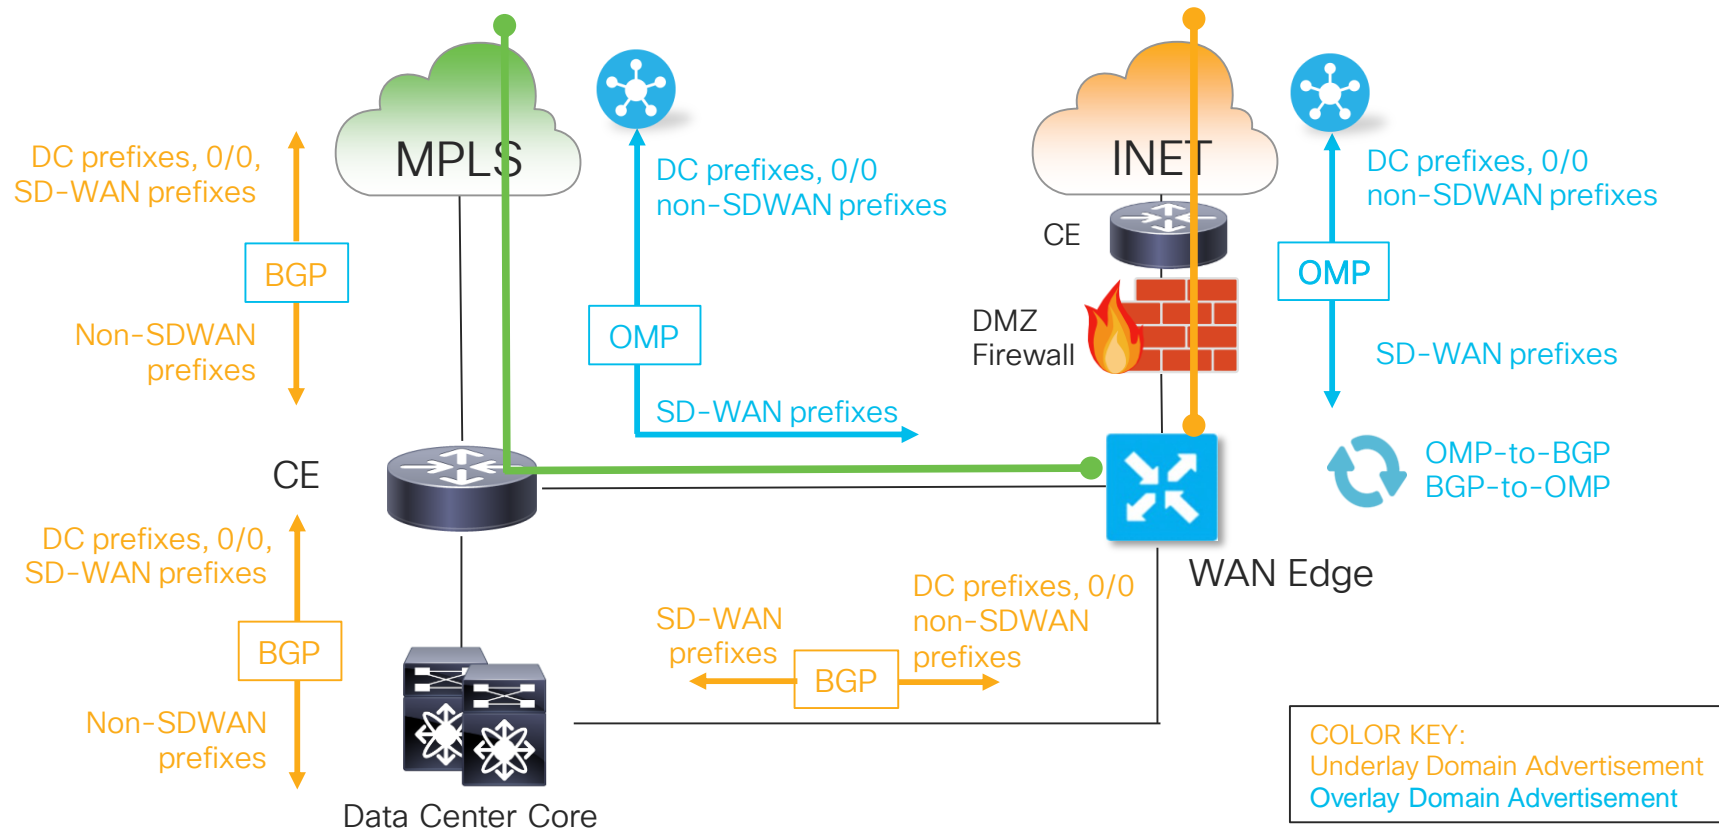 MPLS
DC prefixes, 0/0,
SD-WAN prefixes
BGP
Non-SDWAN
prefixes
DC prefixes, 0/0
non-SDWAN prefixes
OMP
SD-WAN prefixes
INET
CE
DMZ
Firewall
DC prefixes, 0/0
non-SDWAN prefixes
OMP
SD-WAN prefixes
OMP-to-BGP
BGP-to-OMP
CE
WAN Edge
DC prefixes, 0/0,
SD-WAN prefixes
BGP
Non-SDWAN
prefixes
SD-WAN
prefixes
BGP
DC prefixes, 0/0
non-SDWAN
prefixes
Data Center Core
COLOR KEY:
Underlay Domain Advertisement
Overlay Domain Advertisement